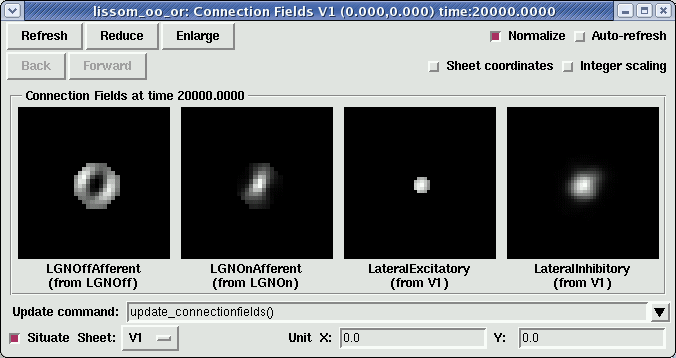 lissom_oo_or: Connection Fields V1 (0.000,0.000) time:20000.0000
Refresh Reduce Enlarge Normalize Auto-refresh
Back Forward Sheet coordinates Integer scaling
Connection Fields at time 20000.0000
LGNOffAfferent LGNOnAfferent LateralExcitatory LateralInhibitory
(from LGNOff) (from LGNOn) (from V1) (from V1)
Update command: update_connectionfields()
Situate Sheet: V1 Unit X: 0.0 Y: 0.0